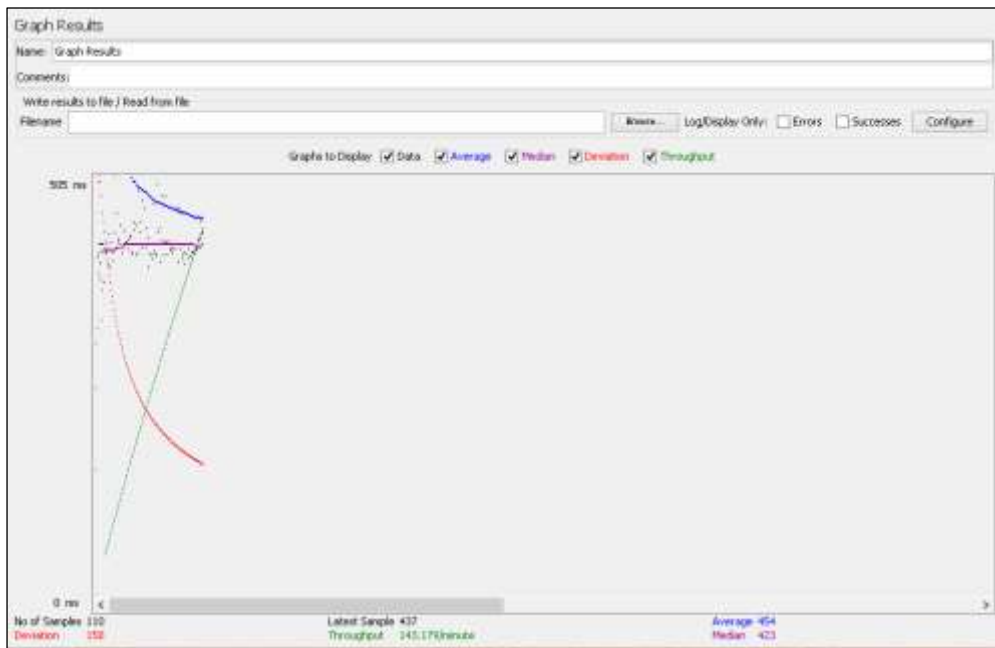 Graph Results
Name: Graph Results
Comments:
Write results to file / Read from file
Filename Browse... Log/Display Only: Errors Successes Configure
Graphs to Display Data Average Median Deviation Throughput
505 ms
0 ms
No of Samples 110 Latest Sample 437 Average 454
Deviation 158 Throughput 143.179/minute Median 423